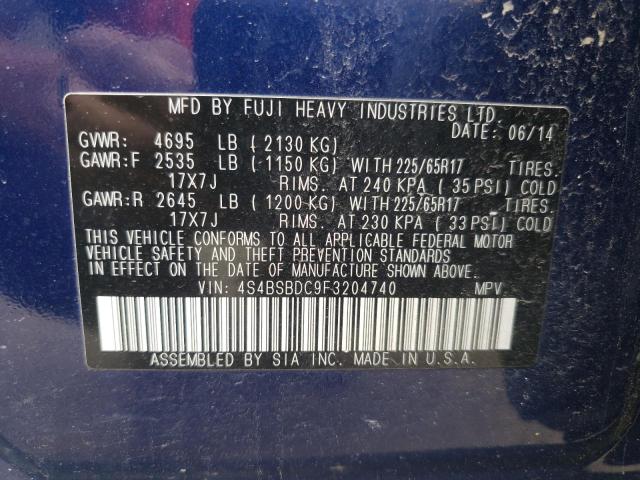 MFD BY FUJI HEAVY INDUSTRIES LTD.
DATE: 06/14
GVWR: 4695 LB ( 2130 KG)
GAWR:F 2535 LB ( 1150 KG) WITH 225/65R17 TIRES.
17X7J RIMS. AT 240 KPA ( 35 PSI) COLD
GAWR:R 2645 LB ( 1200 KG) WITH 225/65R17 TIRES.
17X7J RIMS. AT 230 KPA ( 33 PSI) COLD
THIS VEHICLE CONFORMS TO ALL APPLICABLE FEDERAL MOTOR
VEHICLE SAFETY AND THEFT PREVENTION STANDARDS IN
EFFECT ON THE DATE OF MANUFACTURE SHOWN ABOVE.
VIN: 4S4BSBDC9F3204740 MPV
ASSEMBLED BY SIA INC. MADE IN U.S.A.